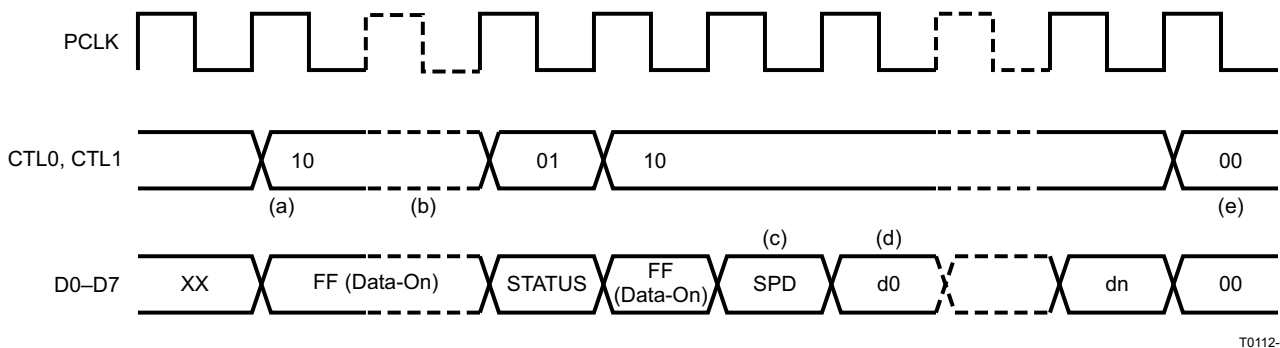 PCLK
CTL0, CTL1
10
01
10
00
(a)
(b)
(e)
(c)
(d)
D0–D7
XX
FF (Data-On)
STATUS
FF
(Data-On)
SPD
d0
dn
00
T0112-